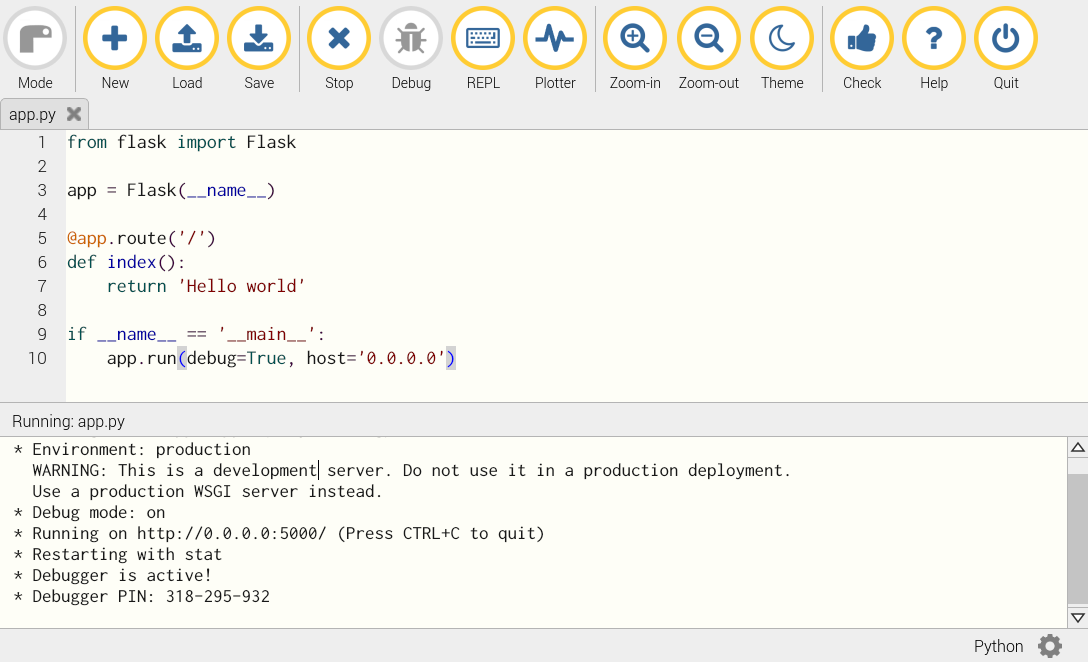 Mode New Load Save Stop Debug REPL Plotter Zoom-in Zoom-out Theme Check Help Quit
app.py
1 from flask import Flask
2
3 app = Flask(__name__)
4
5 @app.route('/')
6 def index():
7     return 'Hello world'
8
9 if __name__ == '__main__':
10     app.run(debug=True, host='0.0.0.0')
Running: app.py
* Environment: production
  WARNING: This is a development server. Do not use it in a production deployment.
  Use a production WSGI server instead.
* Debug mode: on
* Running on http://0.0.0.0:5000/ (Press CTRL+C to quit)
* Restarting with stat
* Debugger is active!
* Debugger PIN: 318-295-932
Python